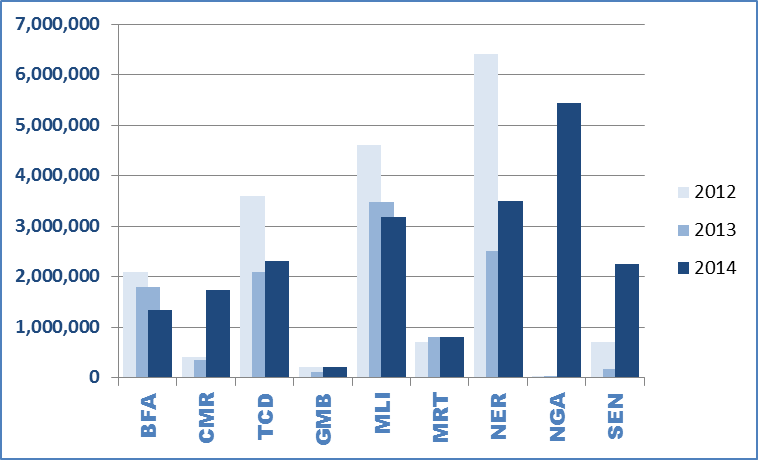 7,000,000
6,000,000
5,000,000
4,000,000
3,000,000
2,000,000
1,000,000
0
BFA
CMR
TCD
GMB
MLI
MRT
NER
NGA
SEN
2012
2013
2014